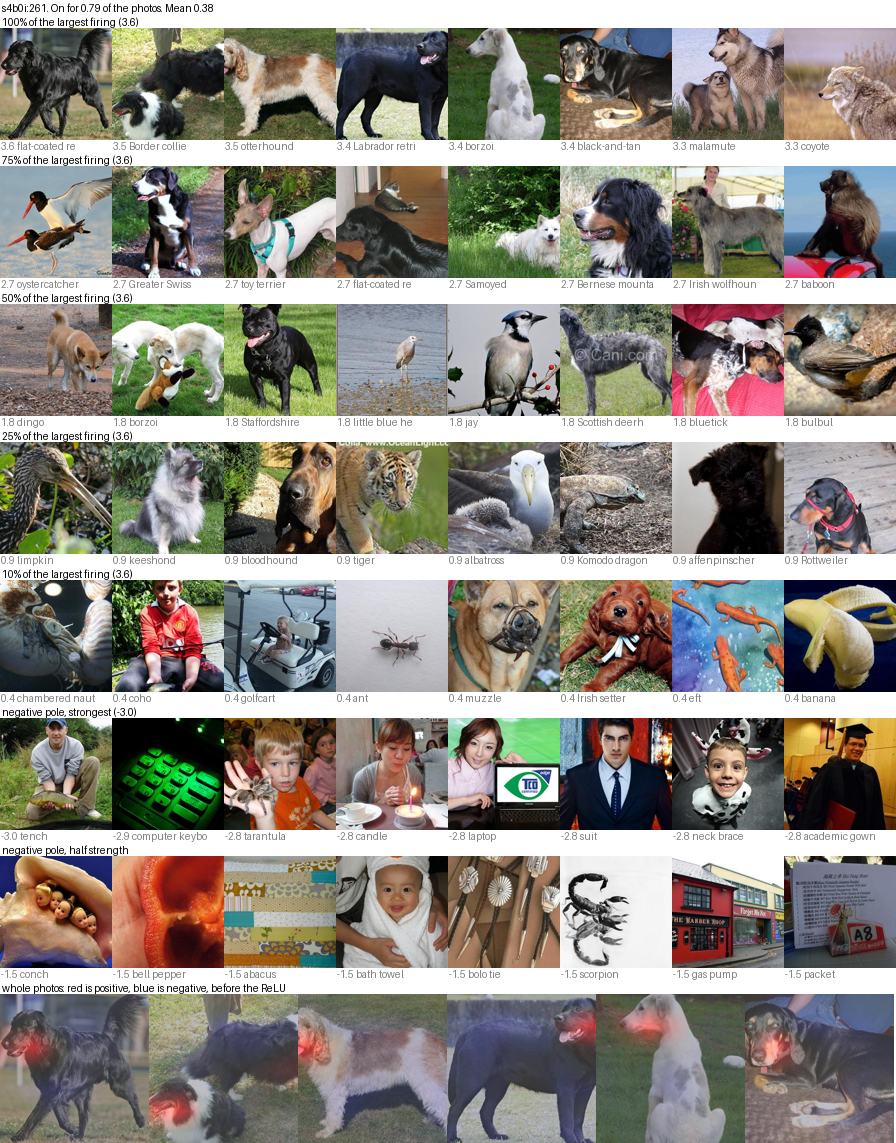 s4b0i:261. On for 0.79 of the photos. Mean 0.38
100% of the largest firing (3.6)
3.6 flat-coated re
3.5 Border collie
3.5 otterhound
3.4 Labrador retri
3.4 borzoi
3.4 black-and-tan
3.3 malamute
3.3 coyote
75% of the largest firing (3.6)
2.7 oystercatcher
2.7 Greater Swiss
2.7 toy terrier
2.7 flat-coated re
2.7 Samoyed
2.7 Bernese mounta
2.7 Irish wolfhoun
2.7 baboon
50% of the largest firing (3.6)
© Cani.com
1.8 dingo
1.8 borzoi
1.8 Staffordshire
1.8 little blue he
1.8 jay
1.8 Scottish deerh
1.8 bluetick
1.8 bulbul
25% of the largest firing (3.6)
0.9 limpkin
0.9 keeshond
0.9 bloodhound
0.9 tiger
0.9 albatross
0.9 Komodo dragon
0.9 affenpinscher
0.9 Rottweiler
10% of the largest firing (3.6)
0.4 chambered naut
0.4 coho
0.4 golfcart
0.4 ant
0.4 muzzle
0.4 Irish setter
0.4 eft
0.4 banana
negative pole, strongest (-3.0)
TCO
-3.0 tench
-2.9 computer keybo
-2.8 tarantula
-2.8 candle
-2.8 laptop
-2.8 suit
-2.8 neck brace
-2.8 academic gown
negative pole, half strength
THE BARBER SHOP
A8
-1.5 conch
-1.5 bell pepper
-1.5 abacus
-1.5 bath towel
-1.5 bolo tie
-1.5 scorpion
-1.5 gas pump
-1.5 packet
whole photos: red is positive, blue is negative, before the ReLU